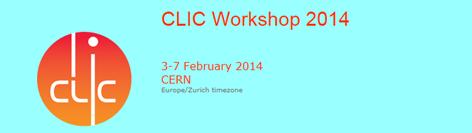 CLIC Workshop 2014
clic
3-7 February 2014
CERN
Europe/Zurich timezone